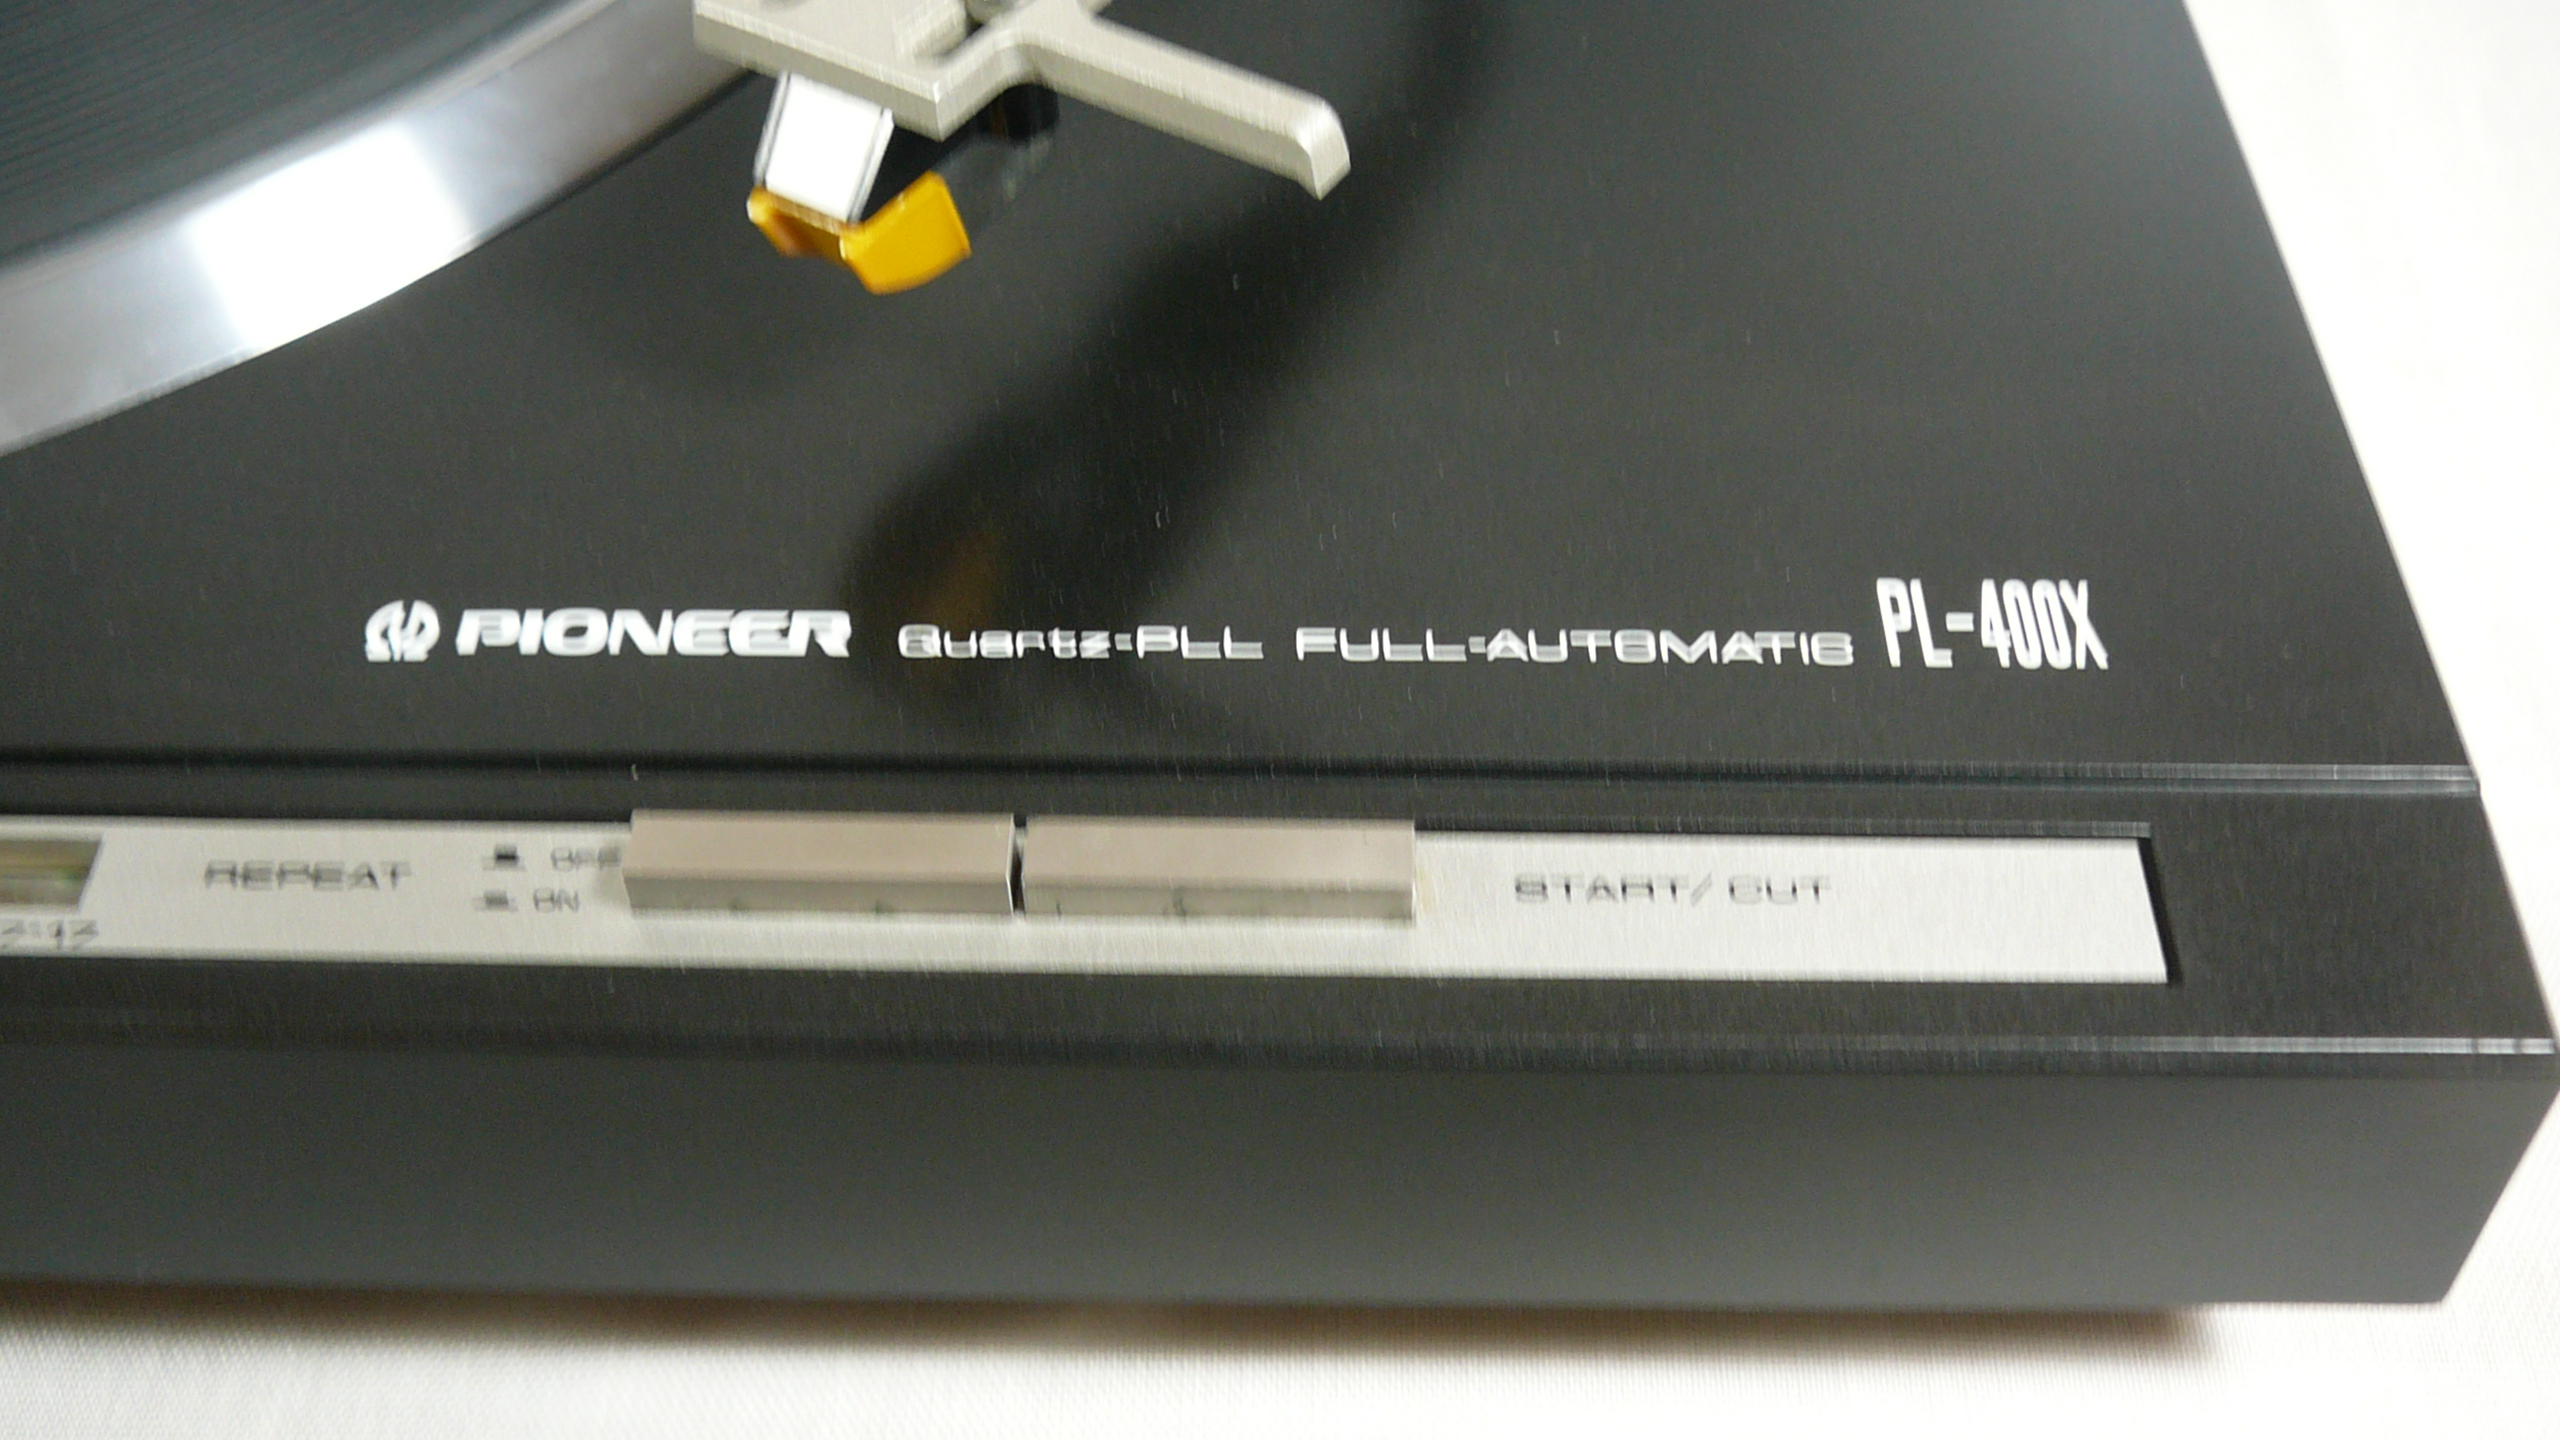 PIONEER Quartz-PLL FULL-AUTOMATIC PL-400X
REPEAT OFF
ON
START/CUT